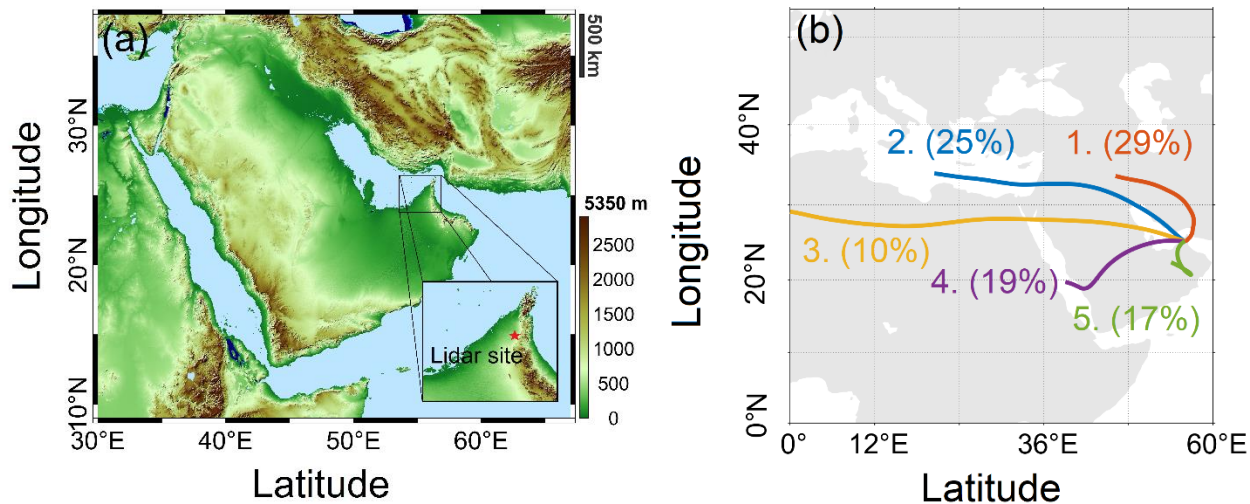 (a)
500 km
Longitude
30°N
20°N
10°N
5350 m
2500
2000
1500
1000
500
0
Lidar site
30°E
40°E
50°E
60°E
Latitude
(b)
Longitude
40°N
20°N
0°N
2. (25%)
1. (29%)
3. (10%)
4. (19%)
5. (17%)
0°
12°E
36°E
60°E
Latitude